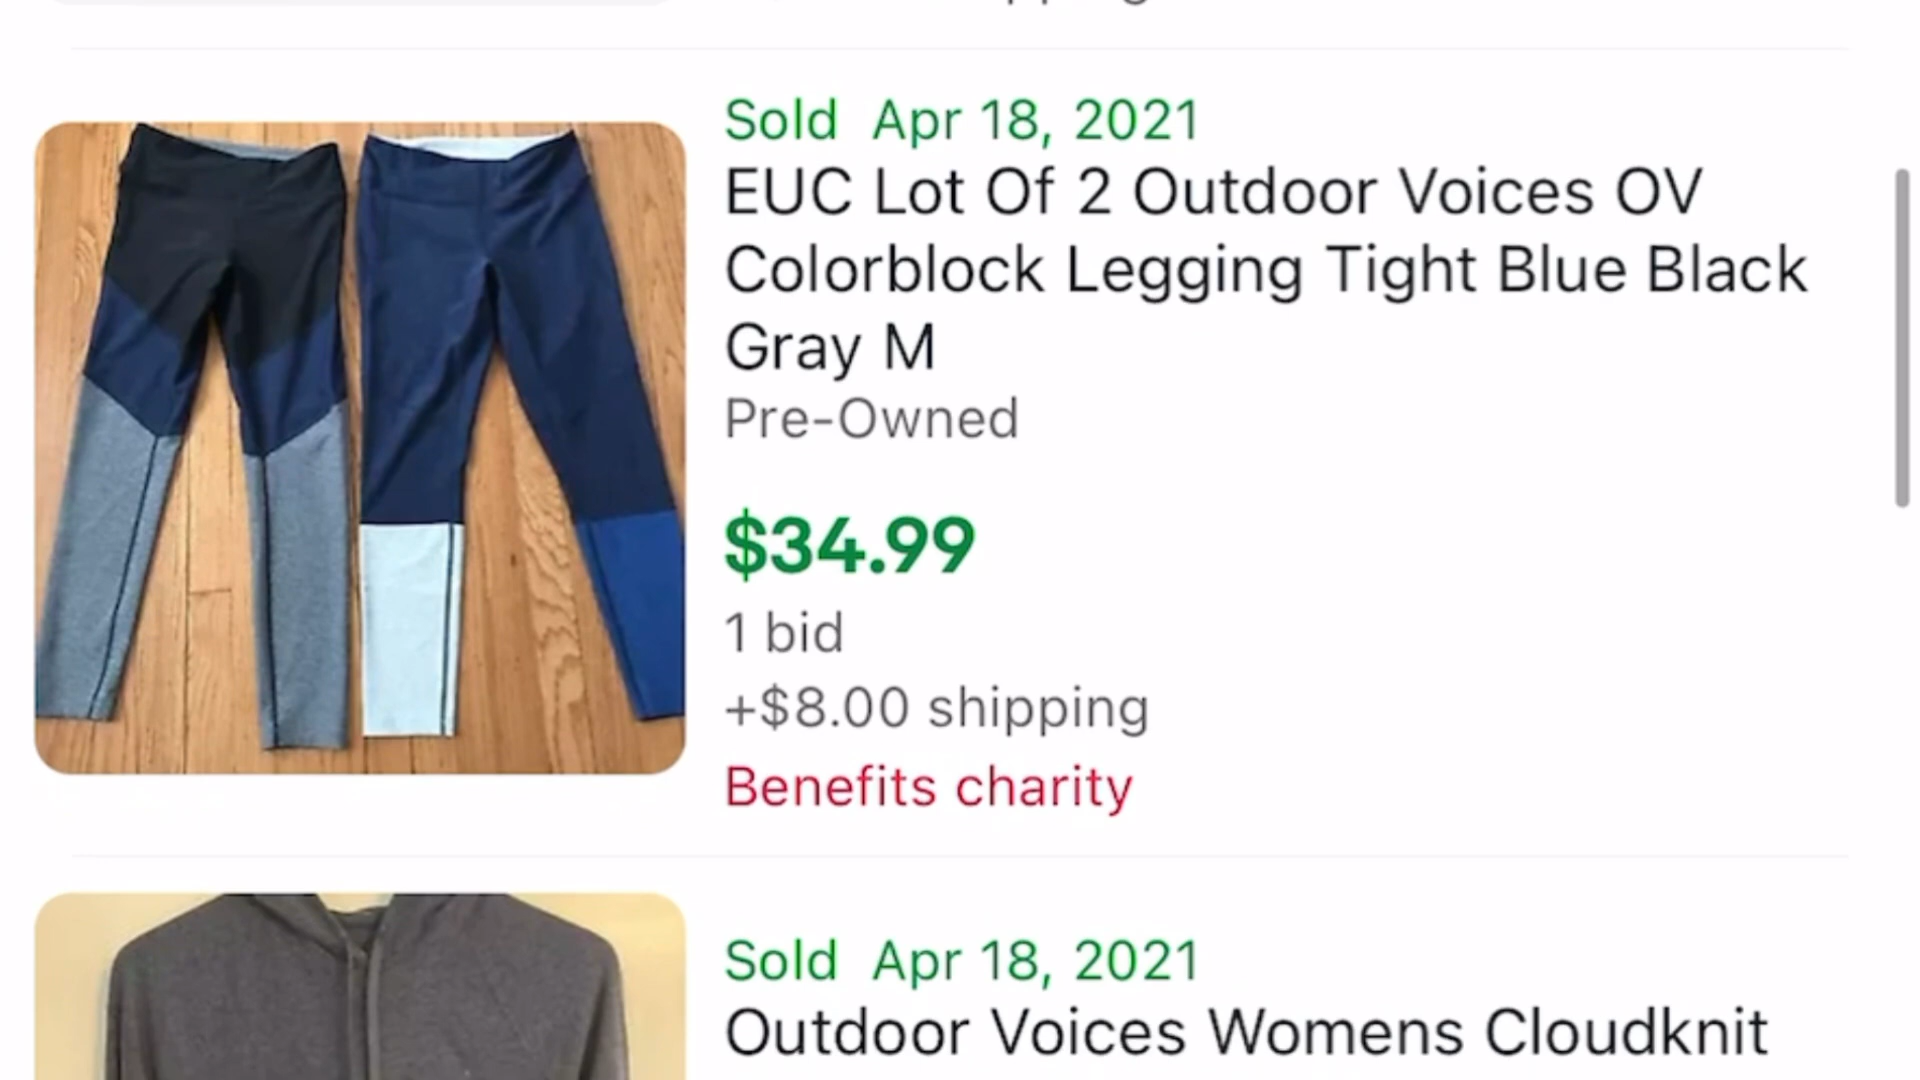 Sold Apr 18, 2021
EUC Lot Of 2 Outdoor Voices OV
Colorblock Legging Tight Blue Black
Gray M
Pre-Owned
$34.99
1 bid
+$8.00 shipping
Benefits charity
Sold Apr 18, 2021
Outdoor Voices Womens Cloudknit